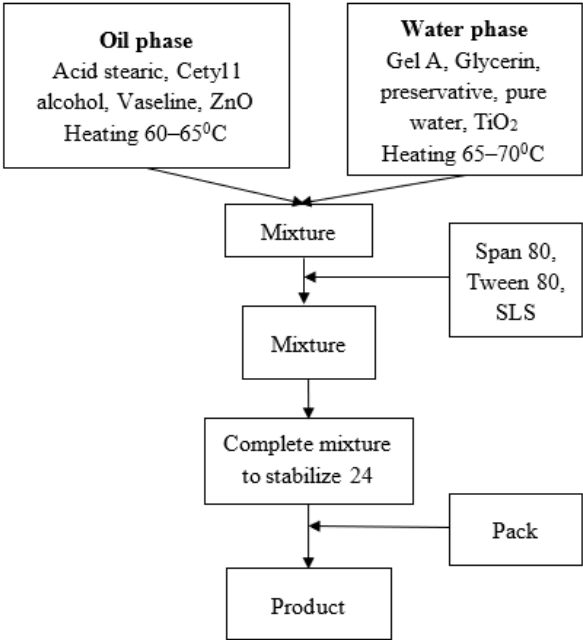 Oil phase
Acid stearic, Cetyl l
alcohol, Vaseline, ZnO
Heating 60–65⁰C
Water phase
Gel A, Glycerin,
preservative, pure
water, TiO₂
Heating 65–70⁰C
Mixture
Span 80,
Tween 80,
SLS
Mixture
Complete mixture
to stabilize 24
Pack
Product